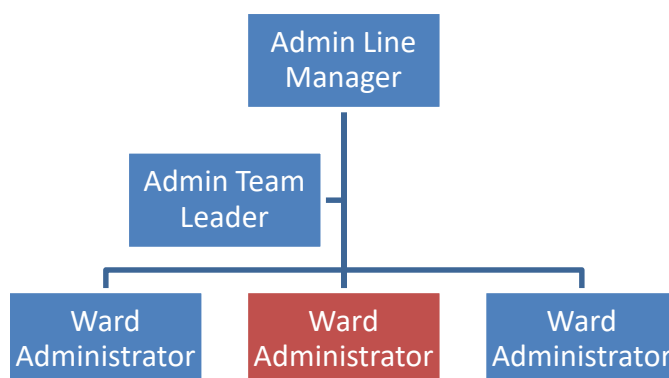 Admin Line
Manager
Admin Team
Leader
Ward
Administrator
Ward
Administrator
Ward
Administrator